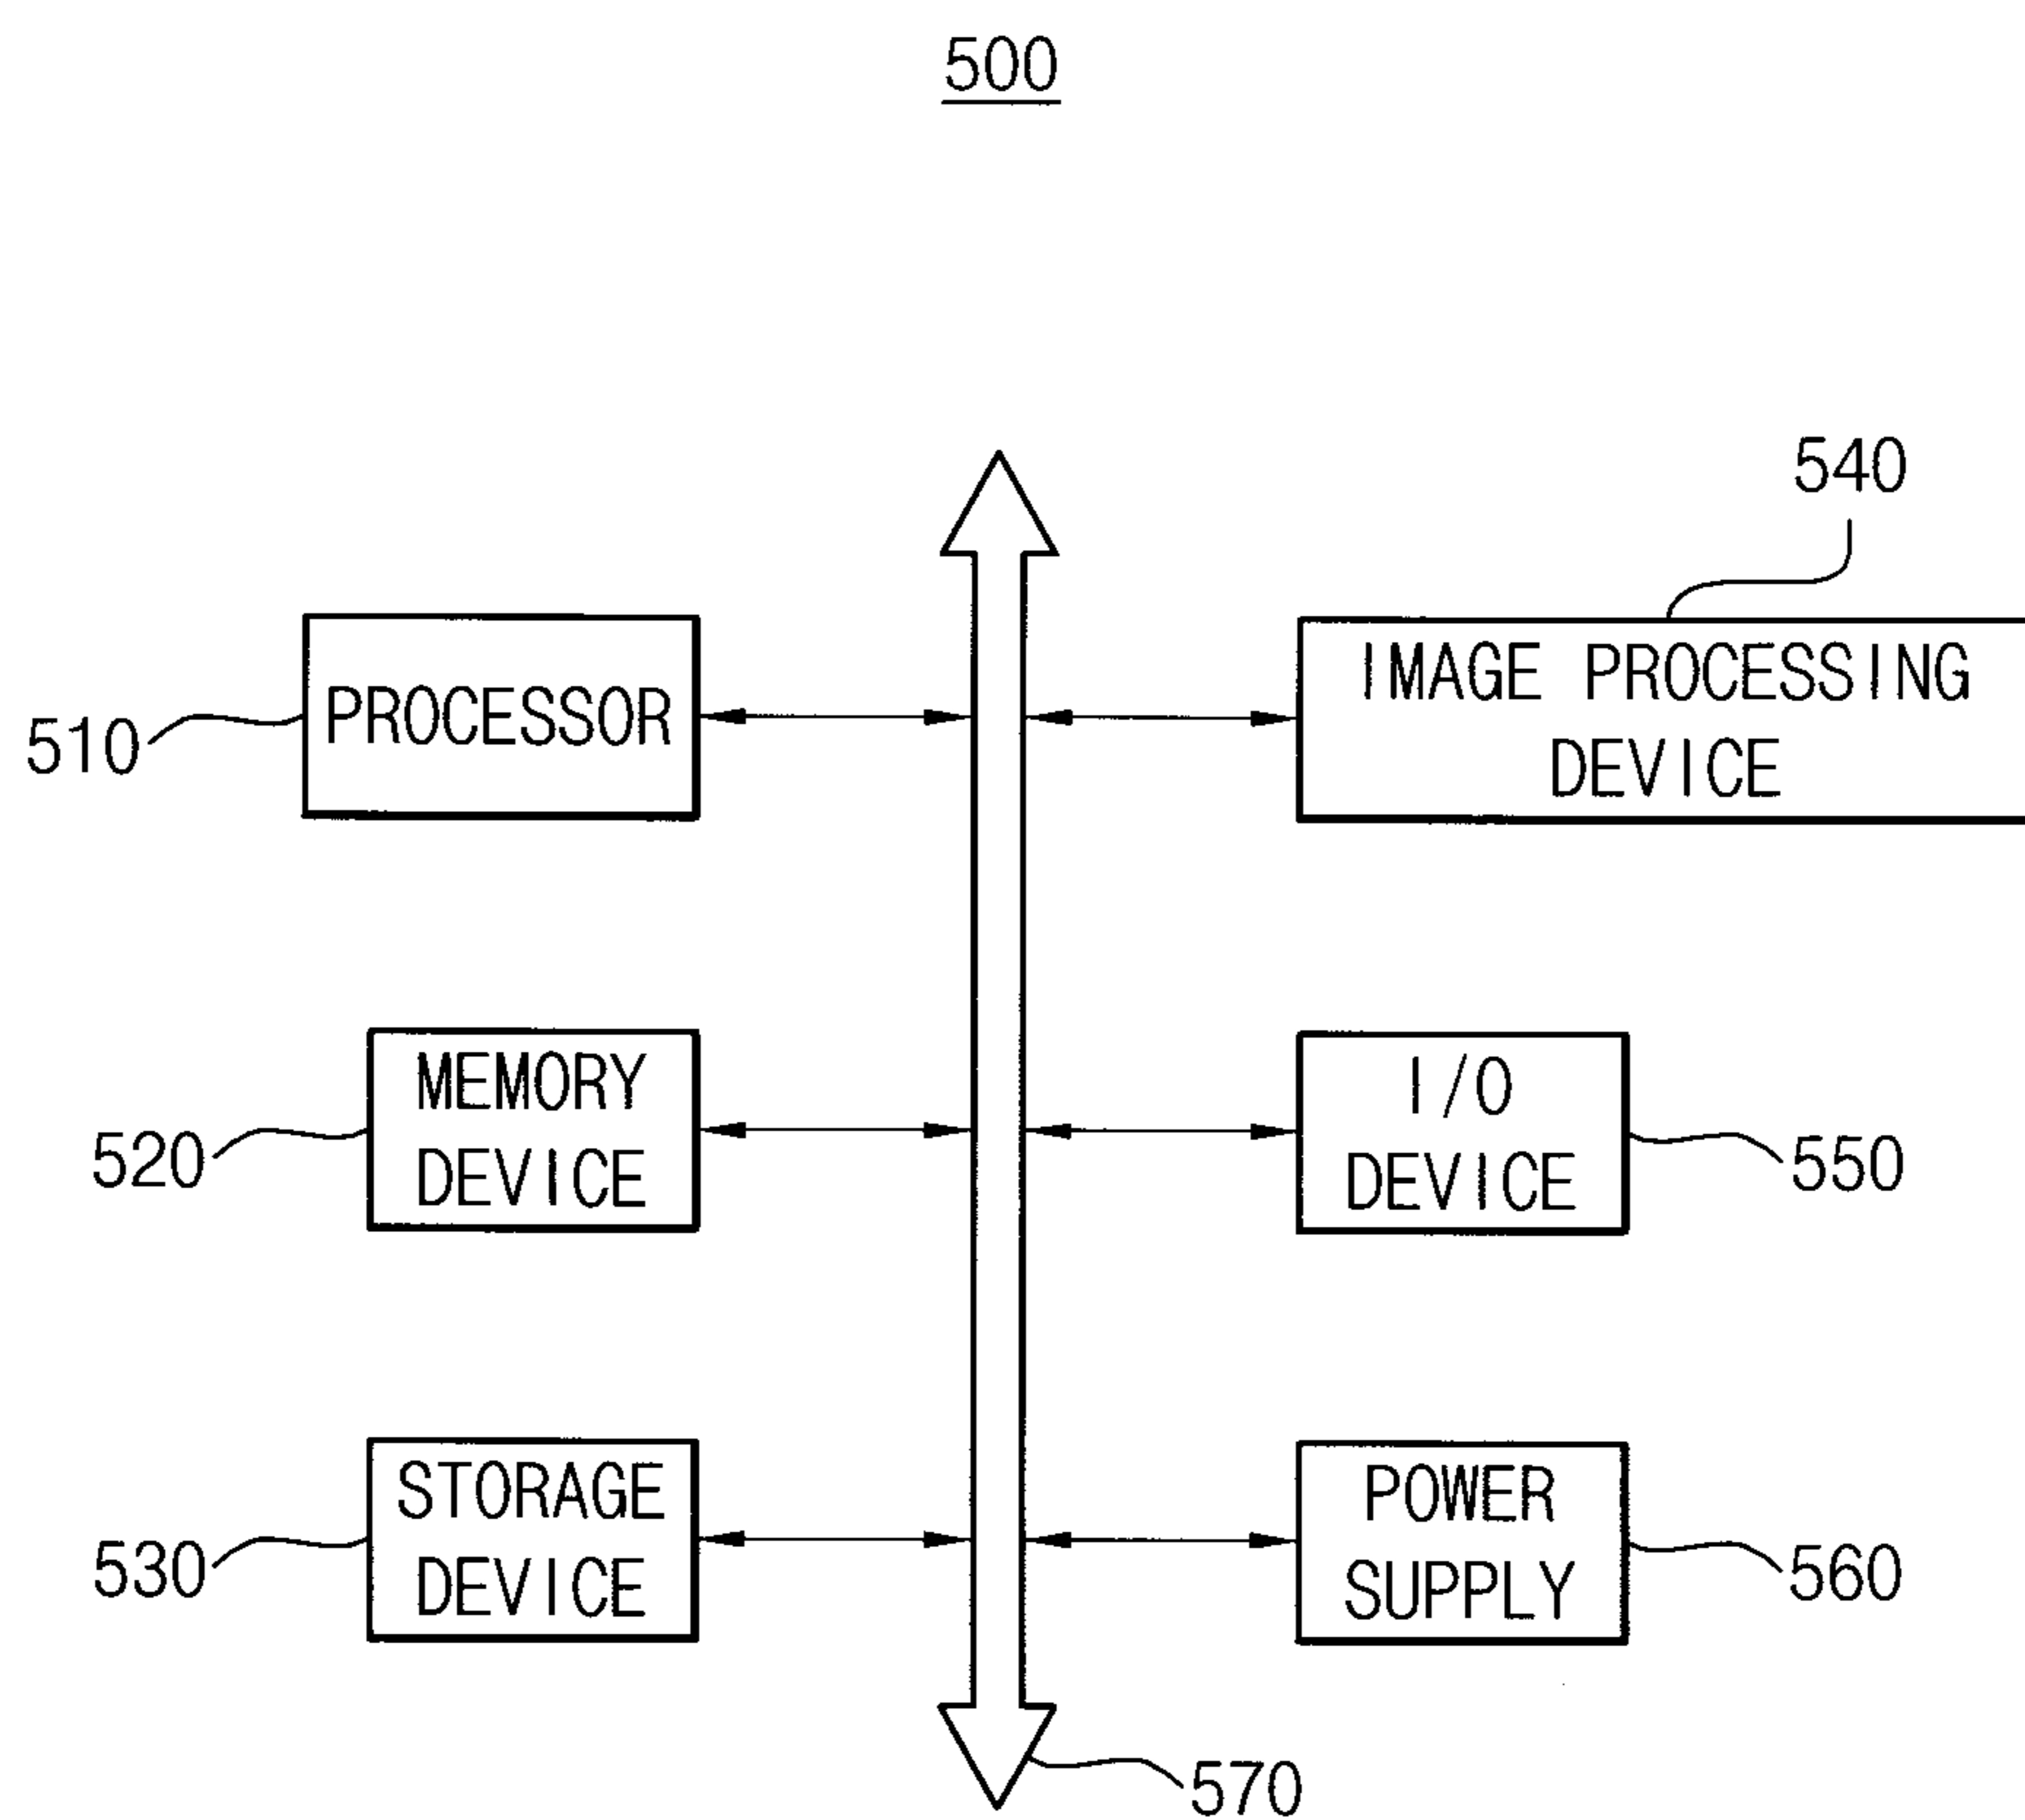 500
540
PROCESSOR
510
IMAGE PROCESSING
DEVICE
MEMORY
DEVICE
520
I/O
DEVICE
550
STORAGE
DEVICE
530
POWER
SUPPLY
560
570